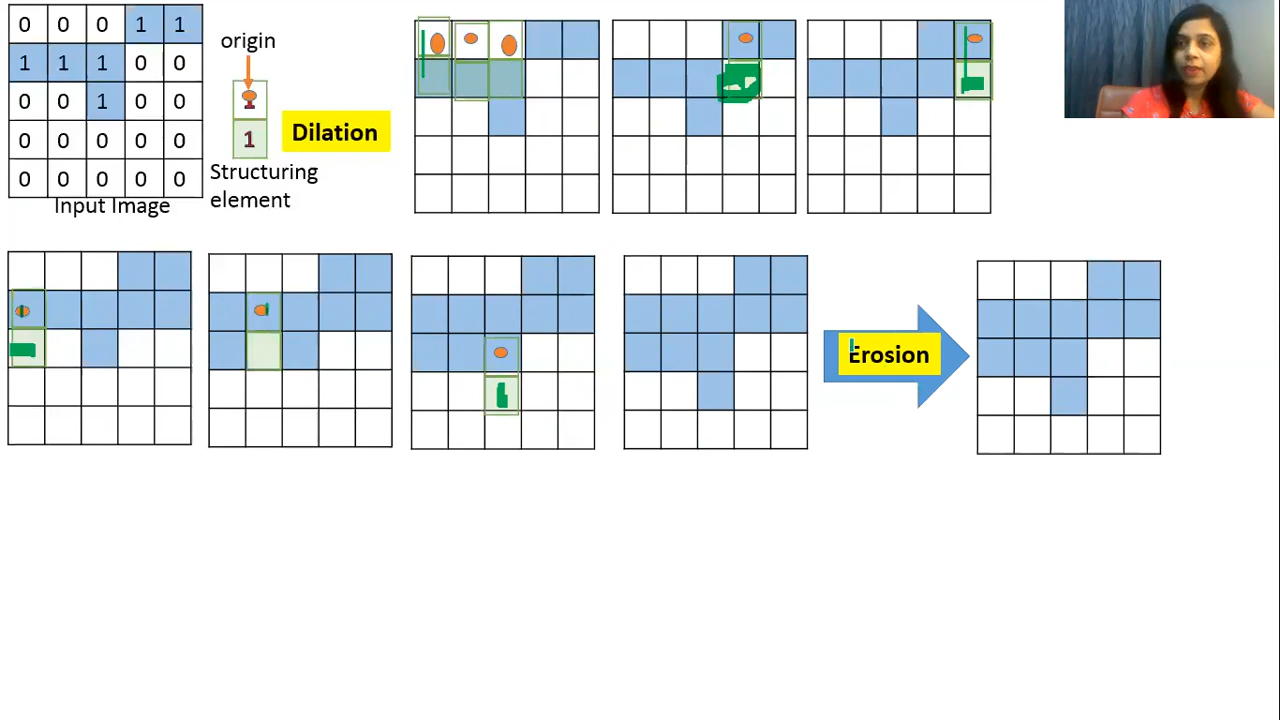 0 0 0 1 1
1 1 1 0 0
0 0 1 0 0
0 0 0 0 0
0 0 0 0 0
Input Image
origin
1
1
Structuring
element
Dilation
Erosion